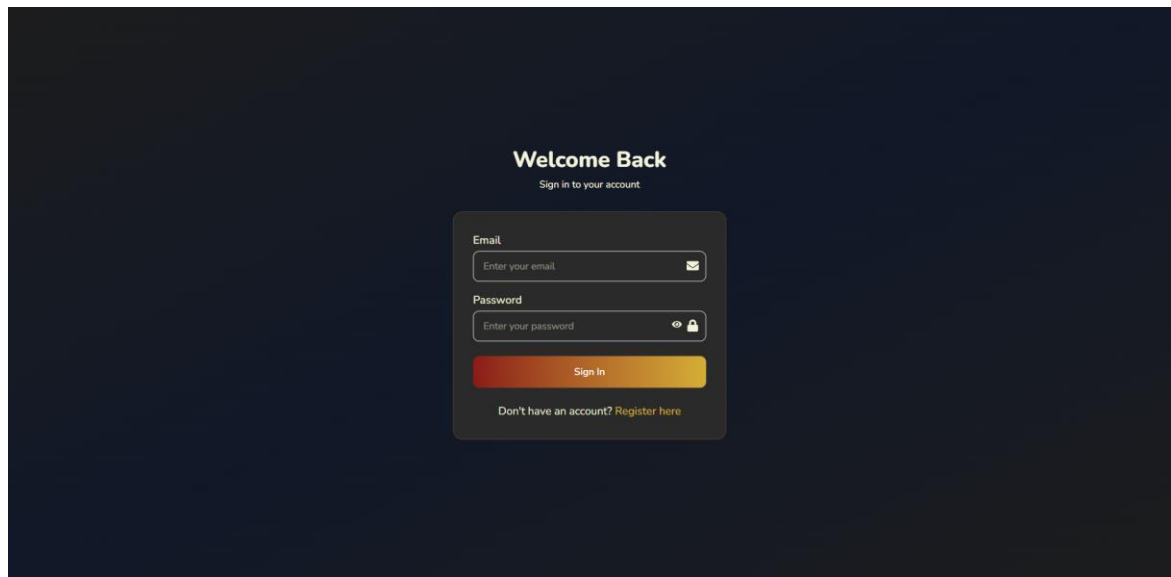 Welcome Back
Sign in to your account
Email
Enter your email
Password
Enter your password
Sign In
Don't have an account? Register here